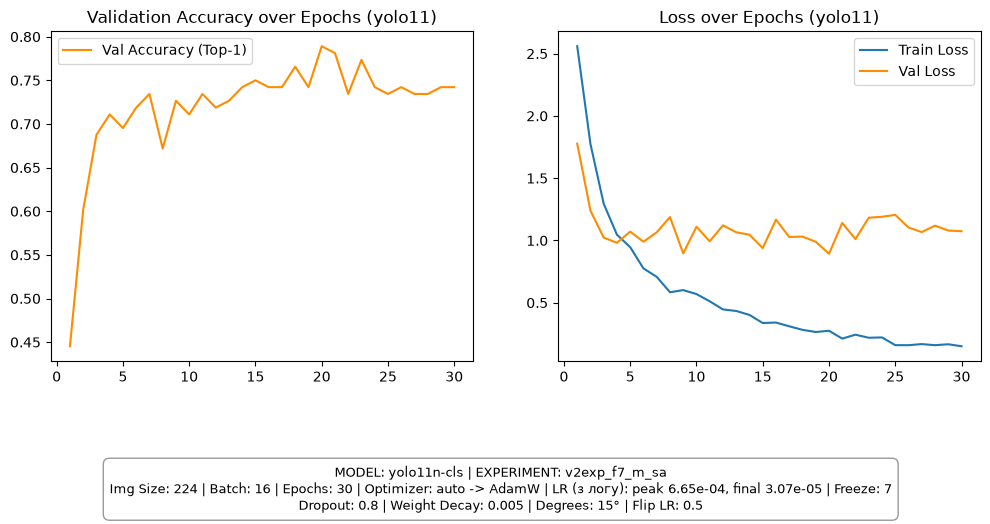 Validation Accuracy over Epochs (yolo11)
0.80
0.75
0.70
0.65
0.60
0.55
0.50
0.45
0 5 10 15 20 25 30
Val Accuracy (Top-1)
Loss over Epochs (yolo11)
2.5
2.0
1.5
1.0
0.5
0 5 10 15 20 25 30
Train Loss
Val Loss
MODEL: yolo11n-cls | EXPERIMENT: v2exp_f7_m_sa
Img Size: 224 | Batch: 16 | Epochs: 30 | Optimizer: auto -> AdamW | LR (з логу): peak 6.65e-04, final 3.07e-05 | Freeze: 7
Dropout: 0.8 | Weight Decay: 0.005 | Degrees: 15° | Flip LR: 0.5